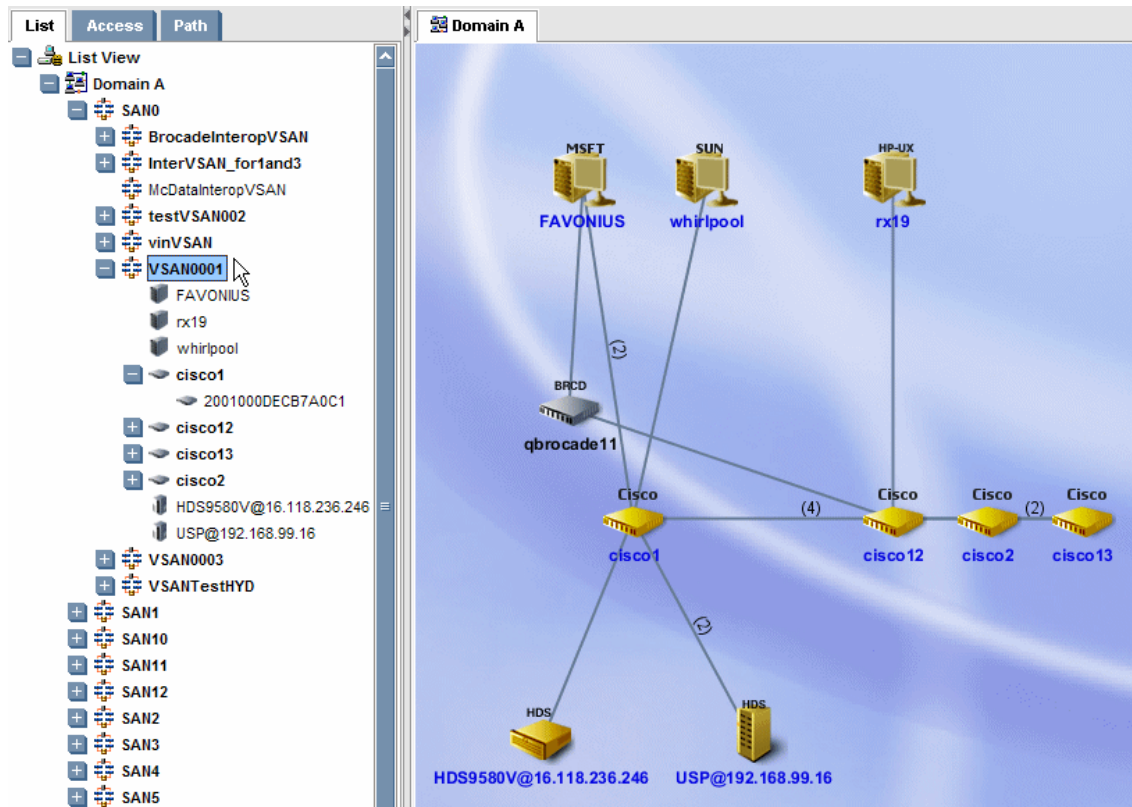 List Access Path
List View
Domain A
SAN0
BrocadeInteropVSAN
InterVSAN_for1and3
McDataInteropVSAN
testVSAN002
vinVSAN
VSAN0001
FAVONIUS
rx19
whirlpool
cisco1
2001000DECB7A0C1
cisco12
cisco13
cisco2
HDS9580V@16.118.236.246
USP@192.168.99.16
VSAN0003
VSANTestHYD
SAN1
SAN10
SAN11
SAN12
SAN2
SAN3
SAN4
SAN5
Domain A
MSFT SUN HP-UX
FAVONIUS whirlpool rx19
(2)
BRCD
qbrocade11
Cisco Cisco Cisco Cisco
(4) (2)
cisco1 cisco12 cisco2 cisco13
(2)
HDS HDS
HDS9580V@16.118.236.246 USP@192.168.99.16